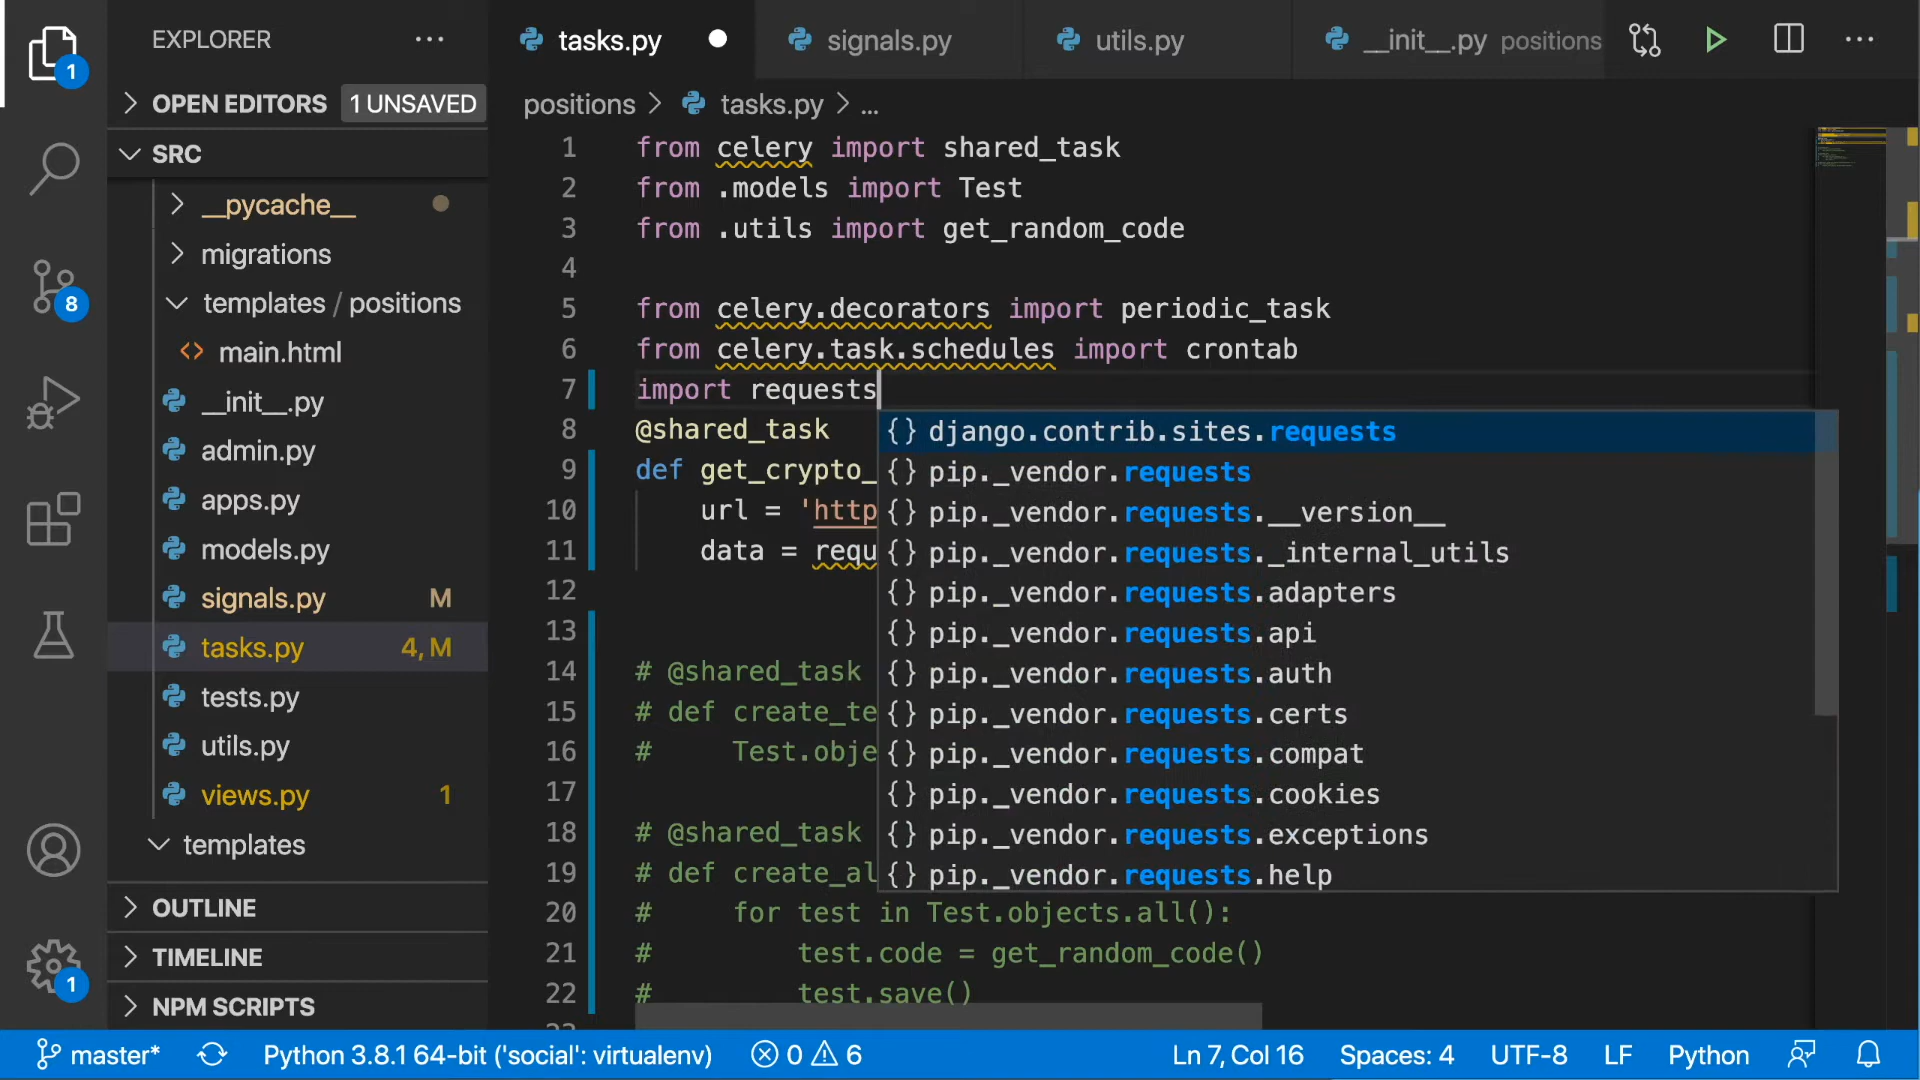 EXPLORER
OPEN EDITORS
1 UNSAVED
SRC
__pycache__
migrations
templates / positions
main.html
__init__.py
admin.py
apps.py
models.py
signals.py M
tasks.py 4, M
tests.py
utils.py
views.py 1
templates
OUTLINE
TIMELINE
NPM SCRIPTS
1
8
1
tasks.py
signals.py
utils.py
__init__.py positions
positions > tasks.py > ...
1 from celery import shared_task
2 from .models import Test
3 from .utils import get_random_code
4
5 from celery.decorators import periodic_task
6 from celery.task.schedules import crontab
7 import requests
8 @shared_task
9 def get_crypto_
10 url = 'http
11 data = requ
12
13
14 # @shared_task
15 # def create_te
16 # Test.obje
17
18 # @shared_task
19 # def create_al
20 # for test in Test.objects.all():
21 # test.code = get_random_code()
22 # test.save()
{} django.contrib.sites.requests
{} pip._vendor.requests
{} pip._vendor.requests.__version__
{} pip._vendor.requests._internal_utils
{} pip._vendor.requests.adapters
{} pip._vendor.requests.api
{} pip._vendor.requests.auth
{} pip._vendor.requests.certs
{} pip._vendor.requests.compat
{} pip._vendor.requests.cookies
{} pip._vendor.requests.exceptions
{} pip._vendor.requests.help
master* Python 3.8.1 64-bit ('social': virtualenv) 0 6 Ln 7, Col 16 Spaces: 4 UTF-8 LF Python